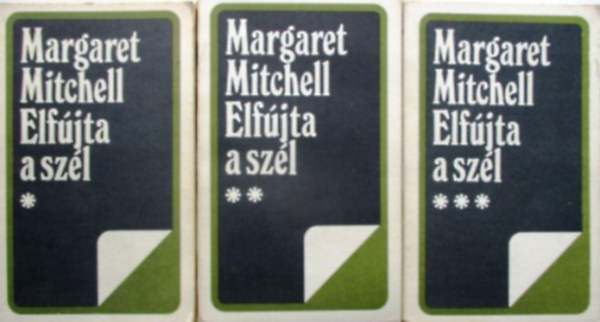 Margaret
Mitchell
Elfújta
a szél
*
Margaret
Mitchell
Elfújta
a szél
**
Margaret
Mitchell
Elfújta
a szél
***